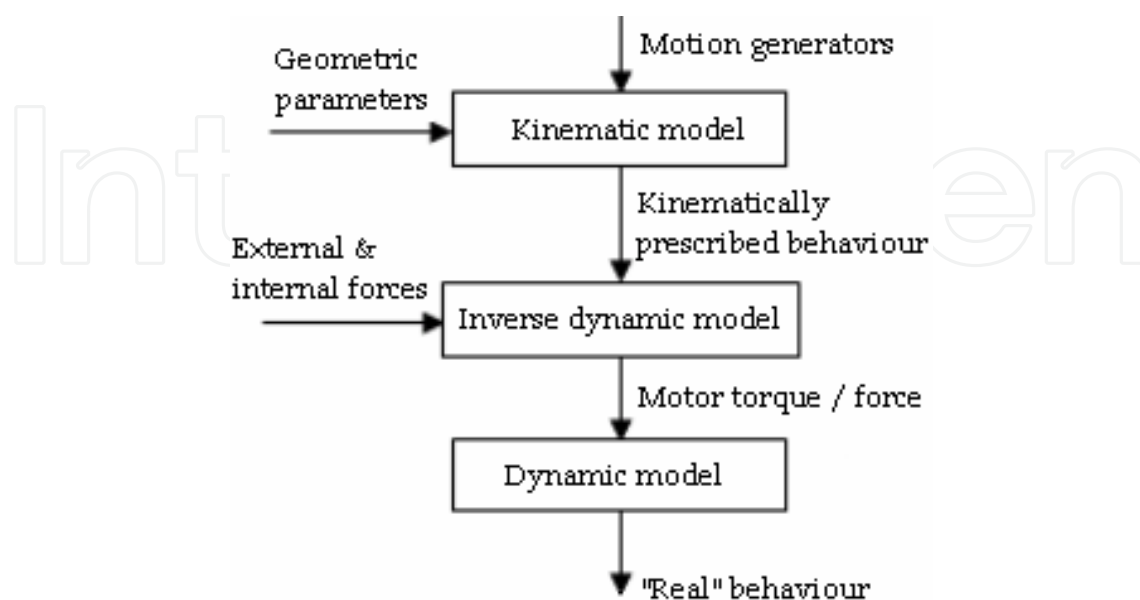 Motion generators
Geometric
parameters
Kinematic model
Kinematically
prescribed behaviour
External &
internal forces
Inverse dynamic model
Motor torque / force
Dynamic model
"Real" behaviour